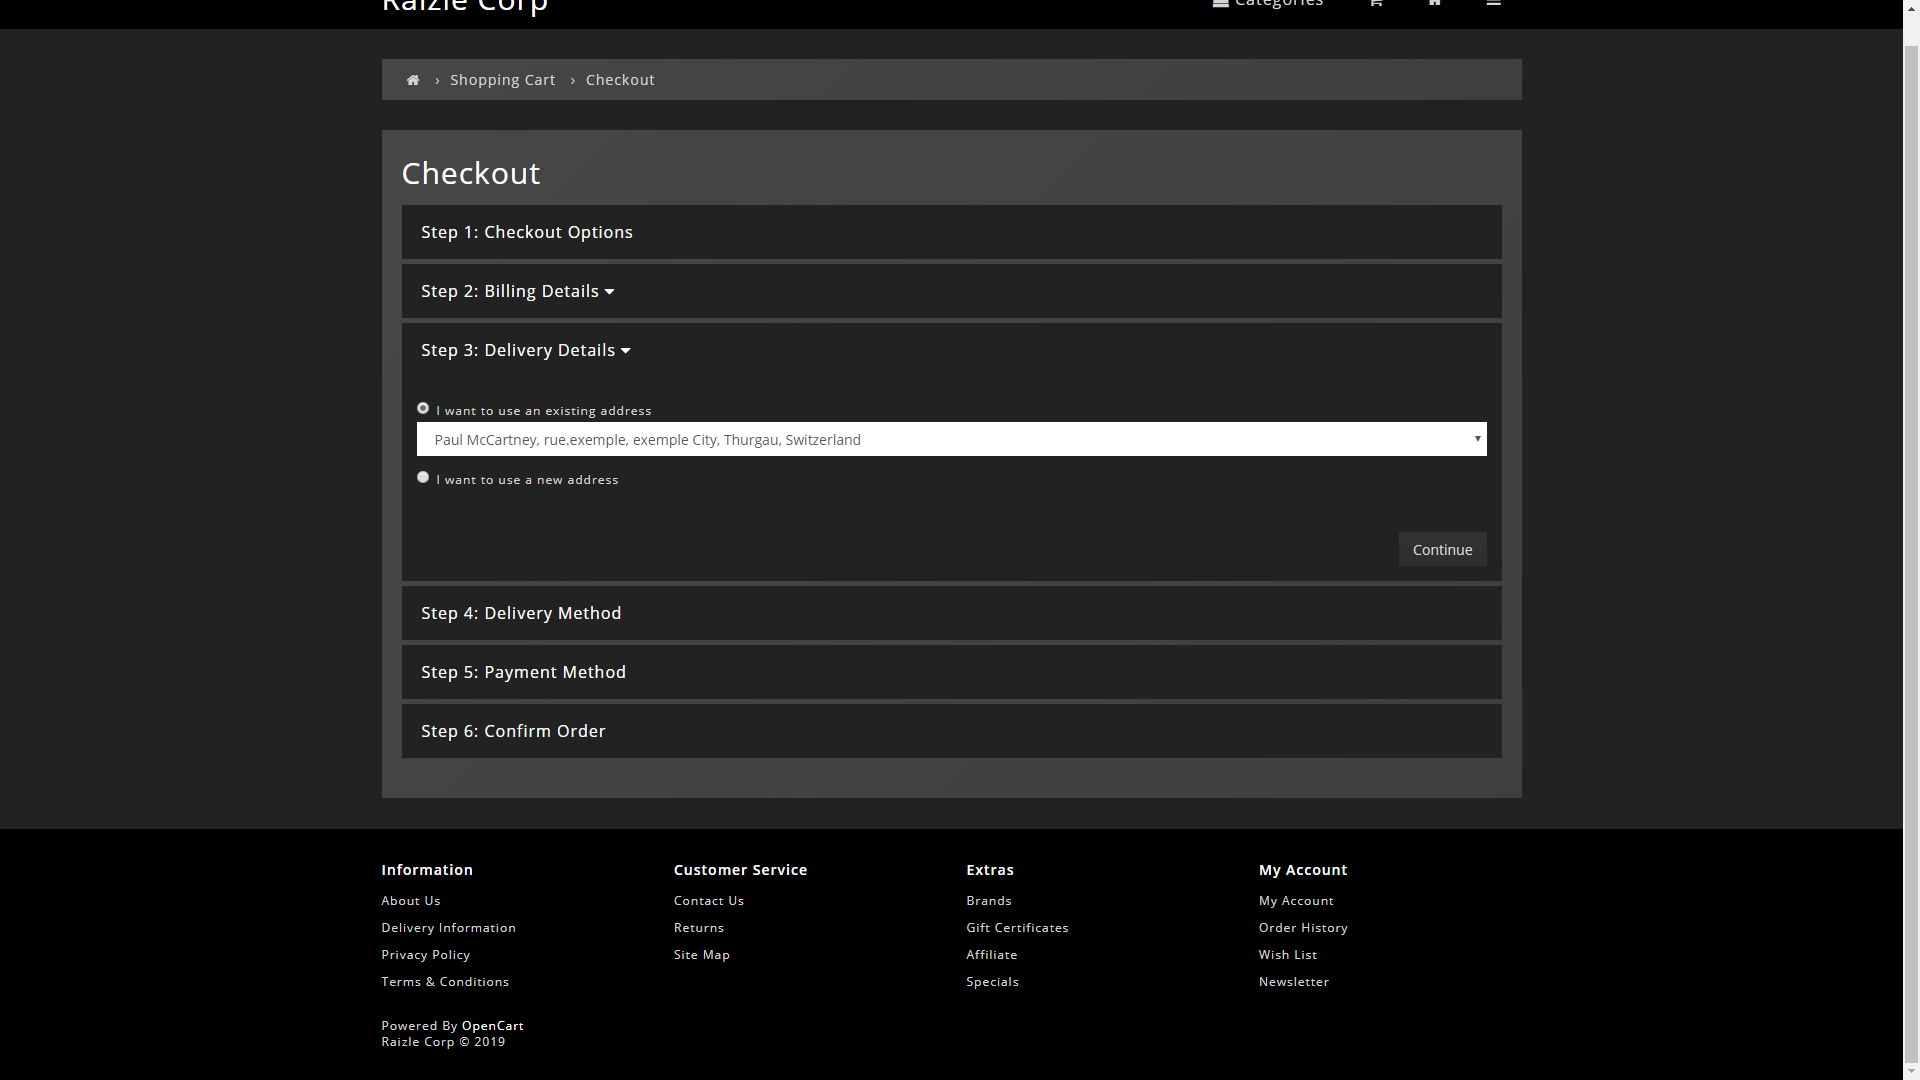 Raizle Corp
Categories
› Shopping Cart › Checkout
Checkout
Step 1: Checkout Options
Step 2: Billing Details
Step 3: Delivery Details
I want to use an existing address
Paul McCartney, rue.exemple, exemple City, Thurgau, Switzerland
I want to use a new address
Continue
Step 4: Delivery Method
Step 5: Payment Method
Step 6: Confirm Order
Information
About Us
Delivery Information
Privacy Policy
Terms & Conditions
Customer Service
Contact Us
Returns
Site Map
Extras
Brands
Gift Certificates
Affiliate
Specials
My Account
My Account
Order History
Wish List
Newsletter
Powered By OpenCart
Raizle Corp © 2019